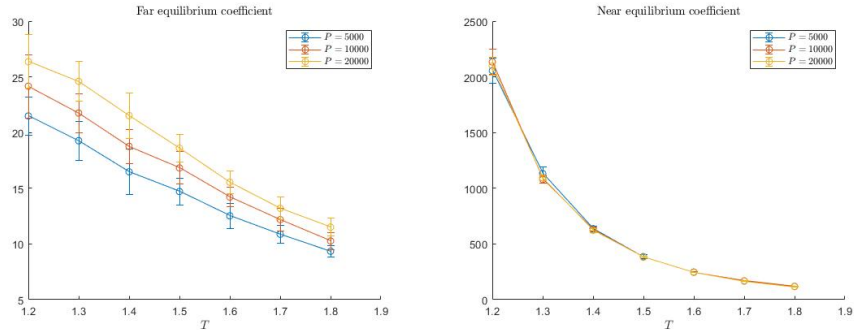 Far equilibrium coefficient
30
25
20
15
10
5
1.2 1.3 1.4 1.5 1.6 1.7 1.8 1.9
T
P = 5000
P = 10000
P = 20000
Near equilibrium coefficient
2500
2000
1500
1000
500
0
1.2 1.3 1.4 1.5 1.6 1.7 1.8 1.9
T
P = 5000
P = 10000
P = 20000